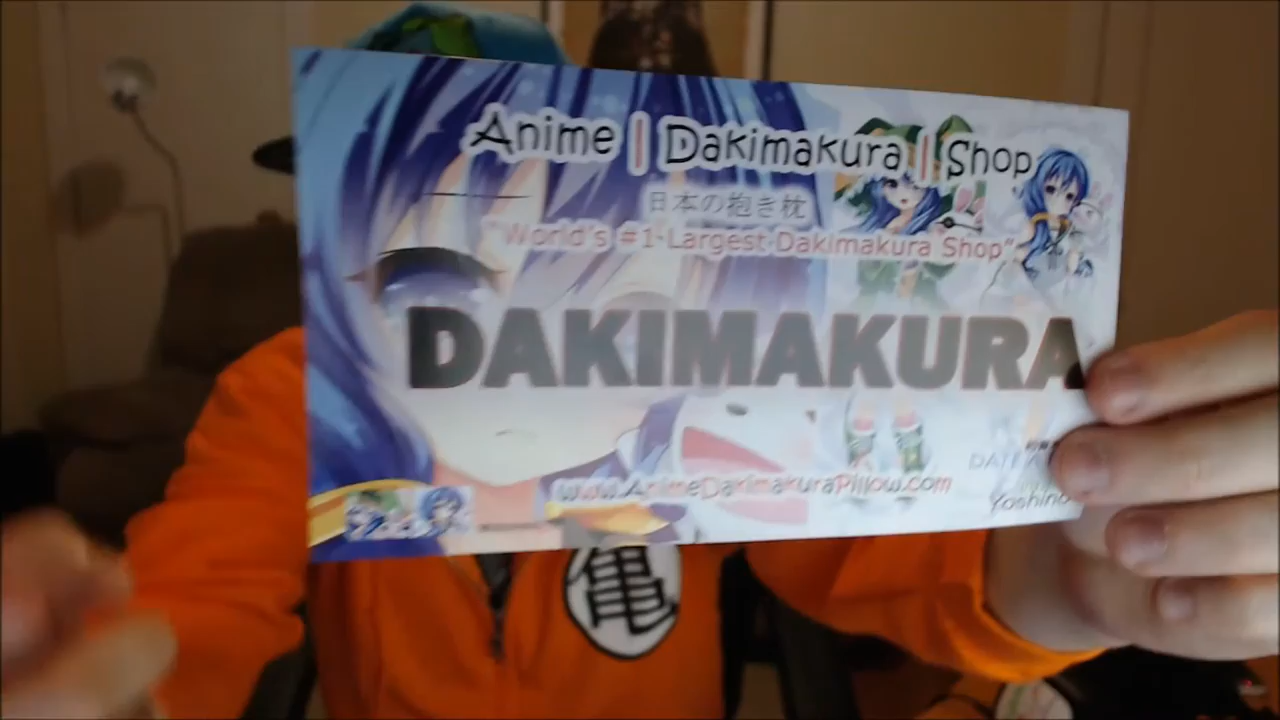 Anime | Dakimakura | Shop
日本の抱き枕
"World's #1 Largest Dakimakura Shop"
DAKIMAKURA
www.AnimeDakimakuraPillow.com
Yoshino
亀